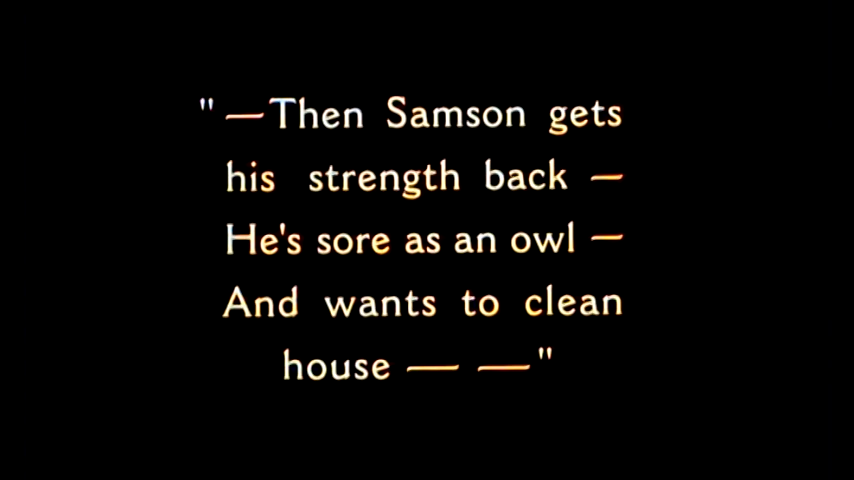 "—Then Samson gets
his strength back —
He's sore as an owl —
And wants to clean
house — —"